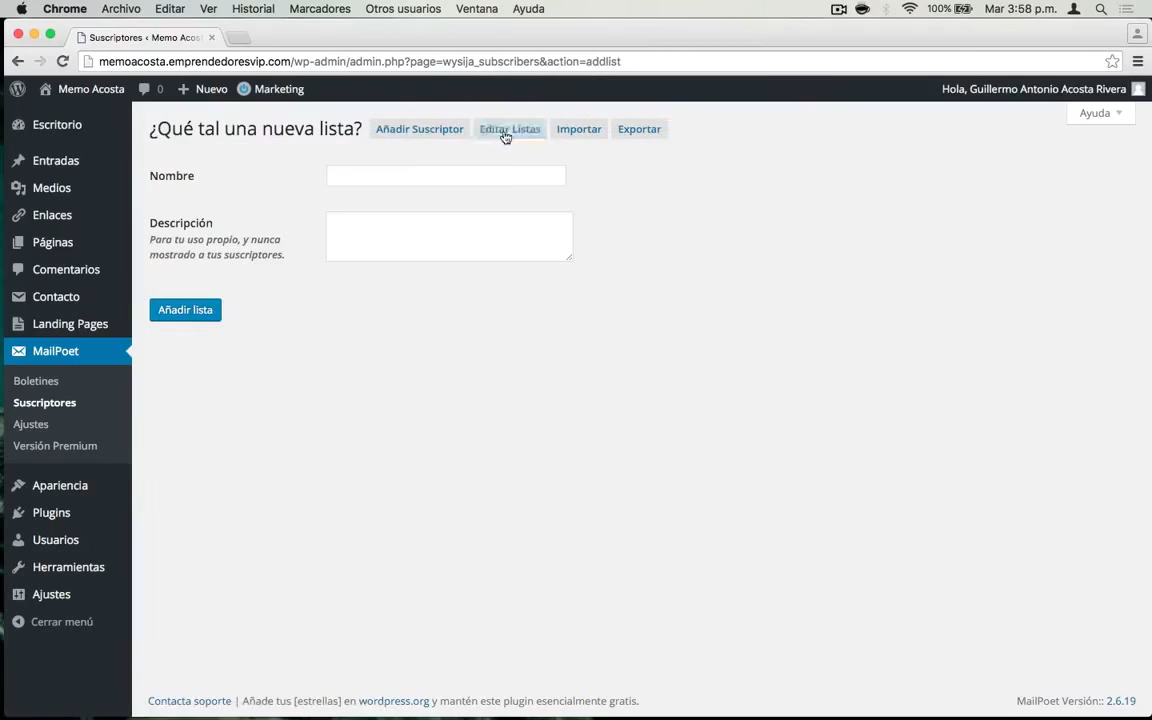 Chrome Archivo Editar Ver Historial Marcadores Otros usuarios Ventana Ayuda 100% Mar 3:58 p.m.
Suscriptores ‹ Memo Acos
memoacosta.emprendedoresvip.com/wp-admin/admin.php?page=wysija_subscribers&action=addlist
Memo Acosta 0 Nuevo Marketing Hola, Guillermo Antonio Acosta Rivera
Ayuda
¿Qué tal una nueva lista? Añadir Suscriptor Editar Listas Importar Exportar
Nombre
Descripción
Para tu uso propio, y nunca
mostrado a tus suscriptores.
Añadir lista
Escritorio
Entradas
Medios
Enlaces
Páginas
Comentarios
Contacto
Landing Pages
MailPoet
Boletines
Suscriptores
Ajustes
Versión Premium
Apariencia
Plugins
Usuarios
Herramientas
Ajustes
Cerrar menú
Contacta soporte | Añade tus [estrellas] en wordpress.org y mantén este plugin esencialmente gratis. MailPoet Versión:: 2.6.19